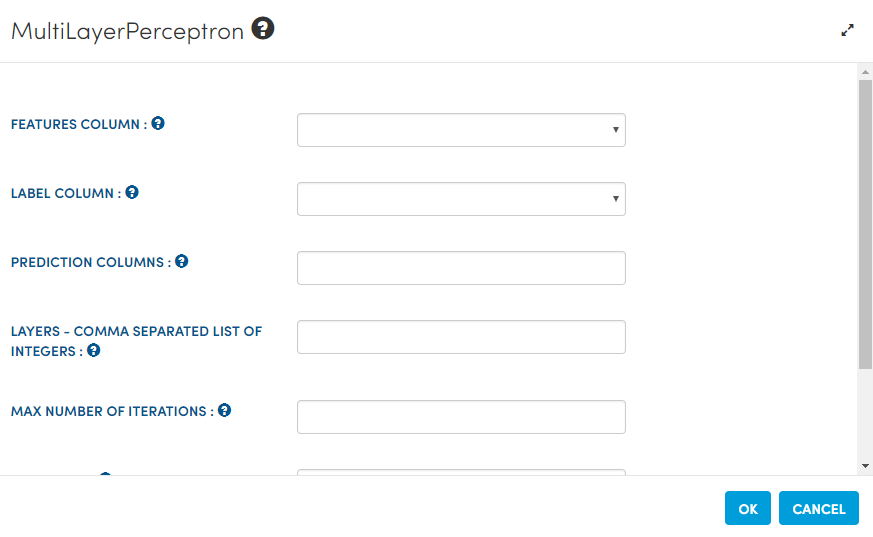 MultiLayerPerceptron
FEATURES COLUMN :
LABEL COLUMN :
PREDICTION COLUMNS :
LAYERS - COMMA SEPARATED LIST OF
INTEGERS :
MAX NUMBER OF ITERATIONS :
OK
CANCEL